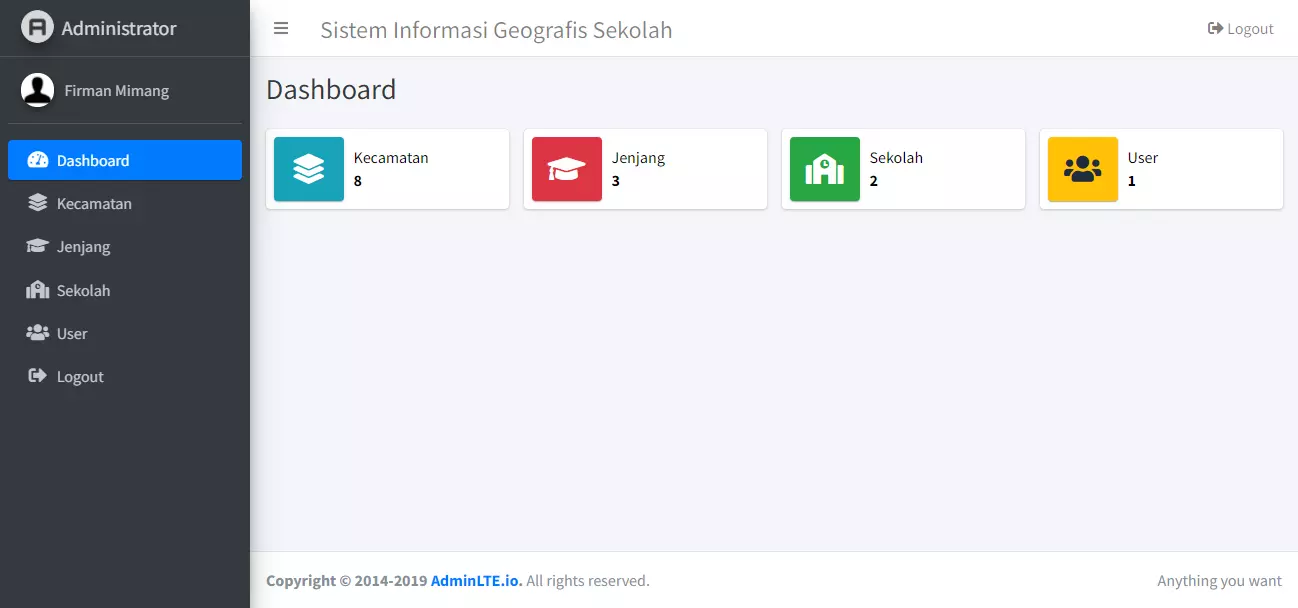 Administrator
Sistem Informasi Geografis Sekolah
Logout
Firman Mimang
Dashboard
Kecamatan
Jenjang
Sekolah
User
Logout
Dashboard
Kecamatan
8
Jenjang
3
Sekolah
2
User
1
Copyright © 2014-2019 AdminLTE.io. All rights reserved.
Anything you want